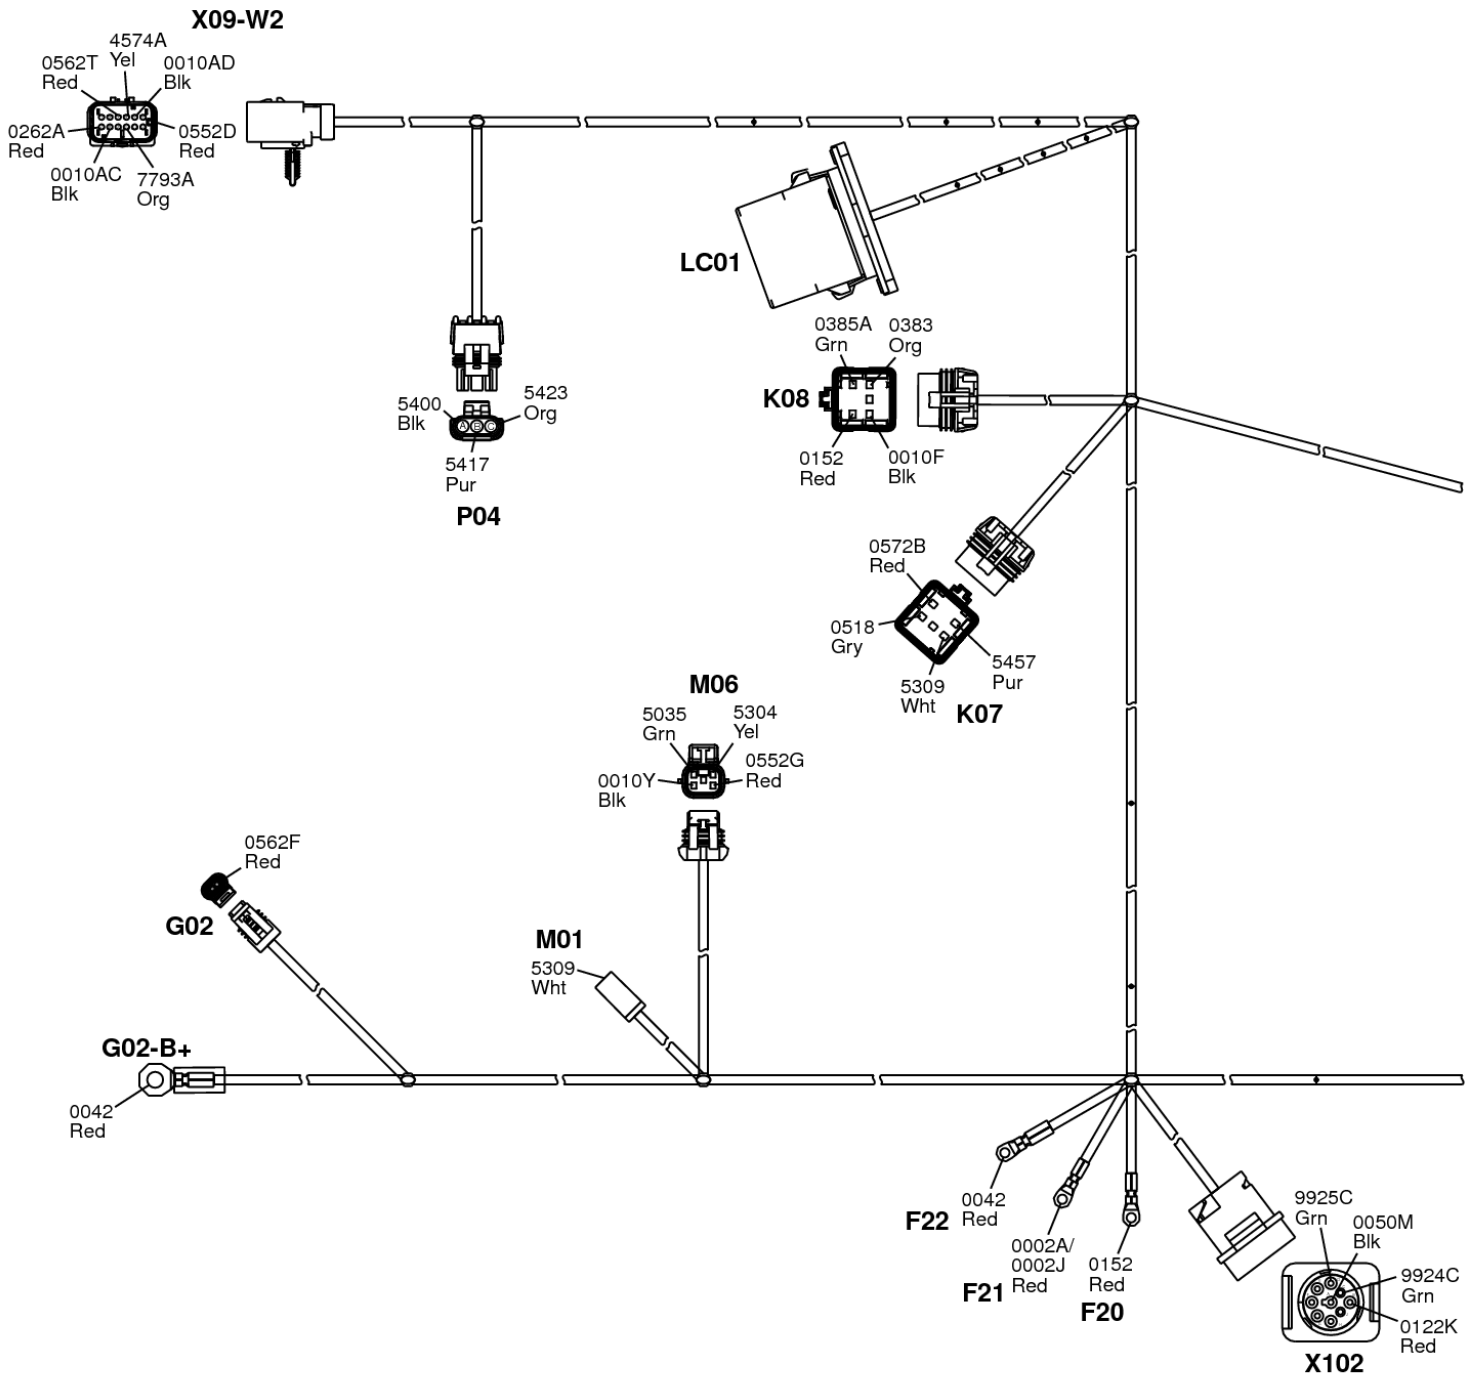 X09-W2
4574A
Yel
0562T
Red
0010AD
Blk
0262A
Red
0552D
Red
0010AC
Blk
7793A
Org
LC01
0385A
Grn
0383
Org
K08
0152
Red
0010F
Blk
5400
Blk
A B C
5423
Org
5417
Pur
P04
0572B
Red
0518
Gry
5457
Pur
5309
Wht
K07
M06
5035
Grn
5304
Yel
0010Y
Blk
0552G
Red
0562F
Red
G02
M01
5309
Wht
G02-B+
0042
Red
F22
0042
Red
F21
0002A/
0002J
Red
0152
Red
F20
9925C
Grn
0050M
Blk
9924C
Grn
0122K
Red
X102